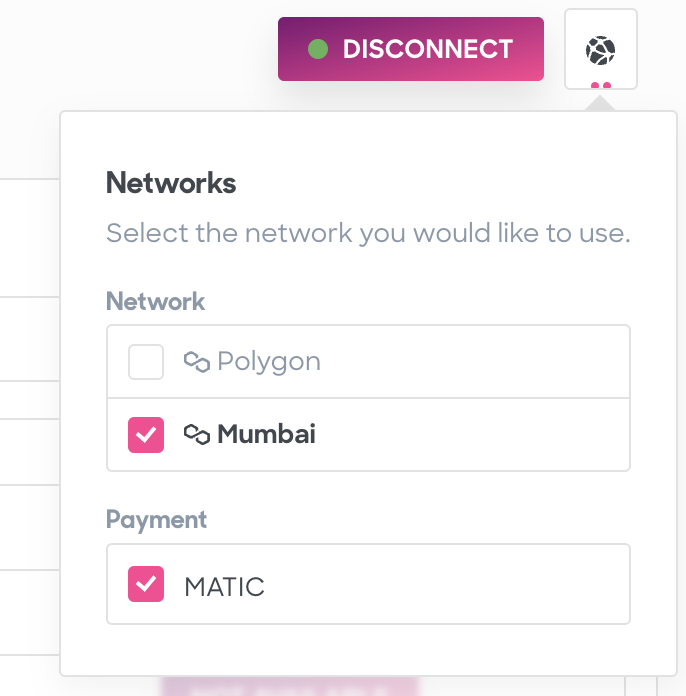 DISCONNECT
Networks
Select the network you would like to use.
Network
Polygon
Mumbai
Payment
MATIC